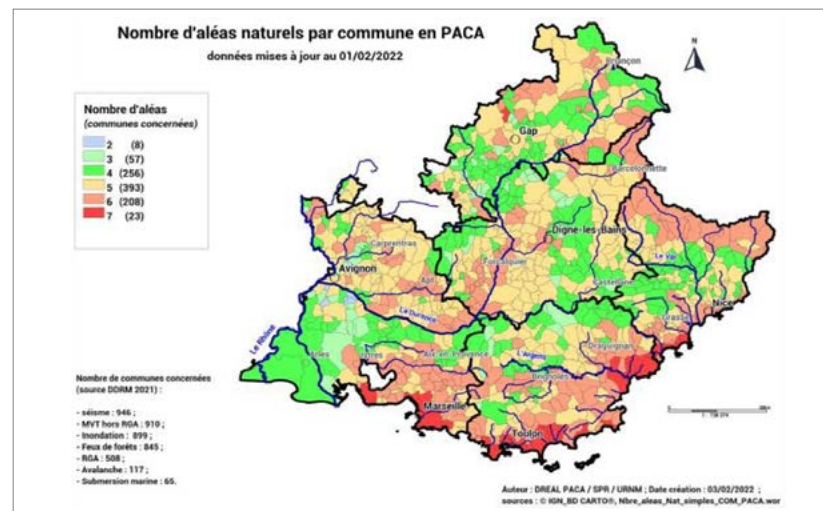 Nombre d'aléas naturels par commune en PACA
données mises à jour au 01/02/2022
N
Nombre d'aléas
(communes concernées)
2 (8)
3 (57)
4 (256)
5 (393)
6 (208)
7 (23)
Briançon
Gap
Barcelonnette
Digne-les-Bains
Carpentras
Forcalquier
Avignon
Apt
Le Var
Castellane
Nice
Grasse
La Durance
Le Rhône
Arles
Istres
Aix-en-Provence
L'Argens
Draguignan
Brignoles
Marseille
Toulon
Nombre de communes concernées
(source DDRM 2021) :
- séisme : 946 ;
- MVT hors RGA : 910 ;
- Inondation : 899 ;
- Feux de forêts : 845 ;
- RGA : 508 ;
- Avalanche : 117 ;
- Submersion marine : 65.
Auteur : DREAL PACA / SPR / URNM ; Date création : 03/02/2022 ;
sources : © IGN_BD CARTO®, Nbre_aleas_Nat_simples_COM_PACA.wor